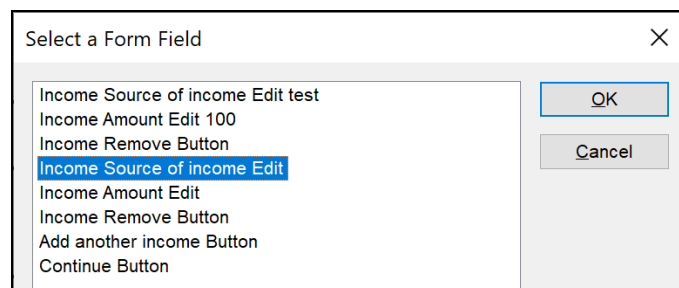 Select a Form Field
Income Source of income Edit test
Income Amount Edit 100
Income Remove Button
Income Source of income Edit
Income Amount Edit
Income Remove Button
Add another income Button
Continue Button
OK
Cancel